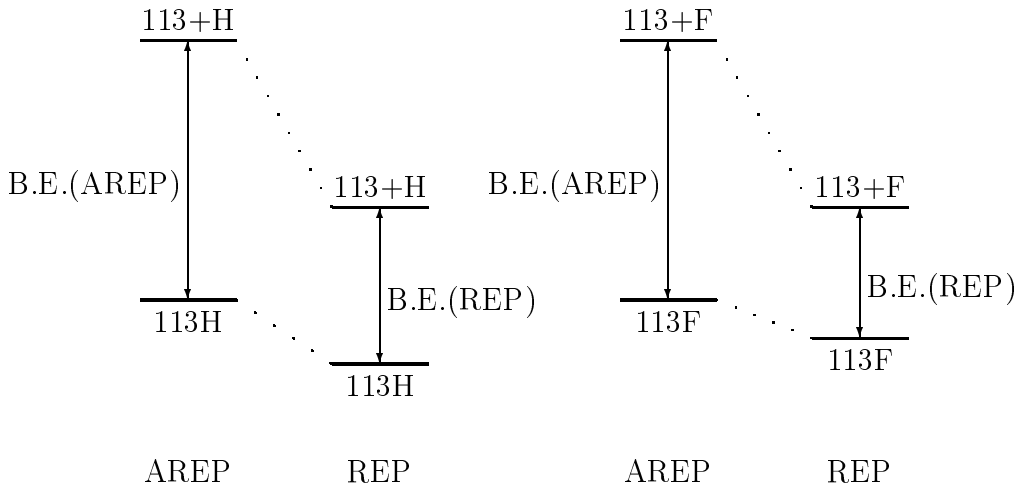 113+H
113+F
B.E.(AREP)
113+H
B.E.(AREP)
113+F
B.E.(REP)
B.E.(REP)
113H
113F
113H
113F
AREP
REP
AREP
REP